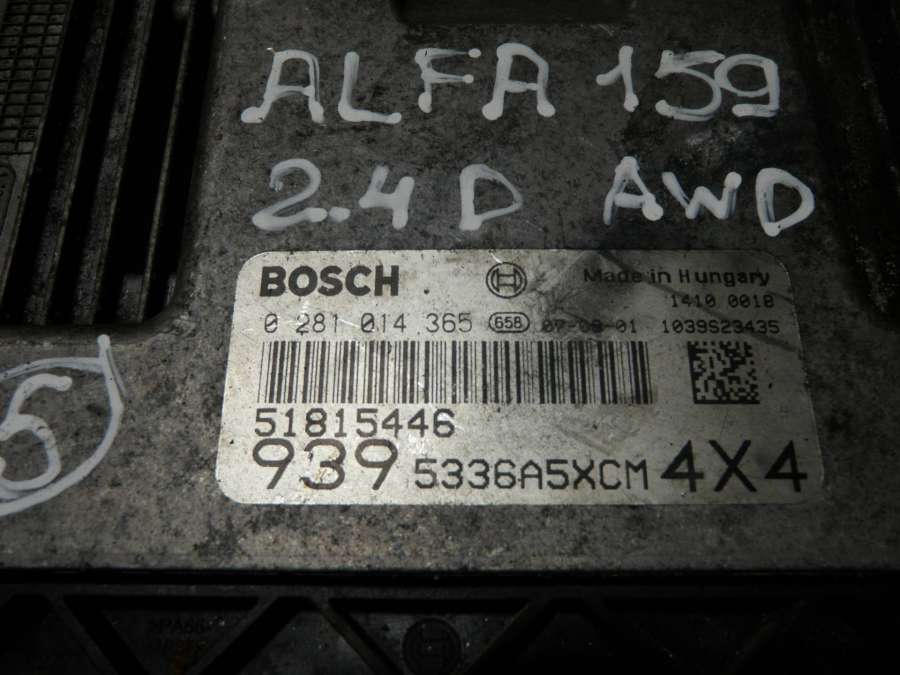 ALFA 159
2.4 D AWD
BOSCH Made in Hungary
1410 0018
0 281 014 365 658 07-08-01 1039S23435
51815446
939 5336A5XCM 4X4
5